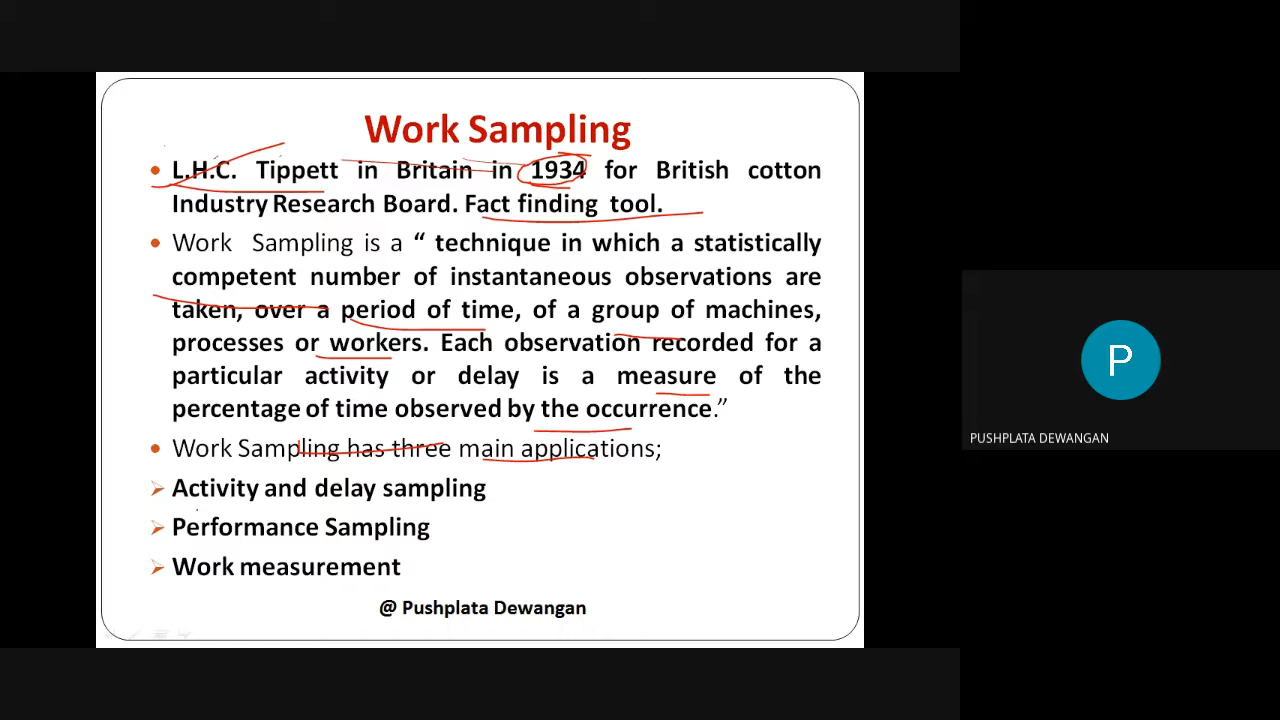 Work Sampling
• L.H.C. Tippett in Britain in 1934 for British cotton
Industry Research Board. Fact finding tool.
• Work Sampling is a “ technique in which a statistically
competent number of instantaneous observations are
taken, over a period of time, of a group of machines,
processes or workers. Each observation recorded for a
particular activity or delay is a measure of the
percentage of time observed by the occurrence.”
• Work Sampling has three main applications;
➢ Activity and delay sampling
➢ Performance Sampling
➢ Work measurement
@ Pushplata Dewangan
P
PUSHPLATA DEWANGAN